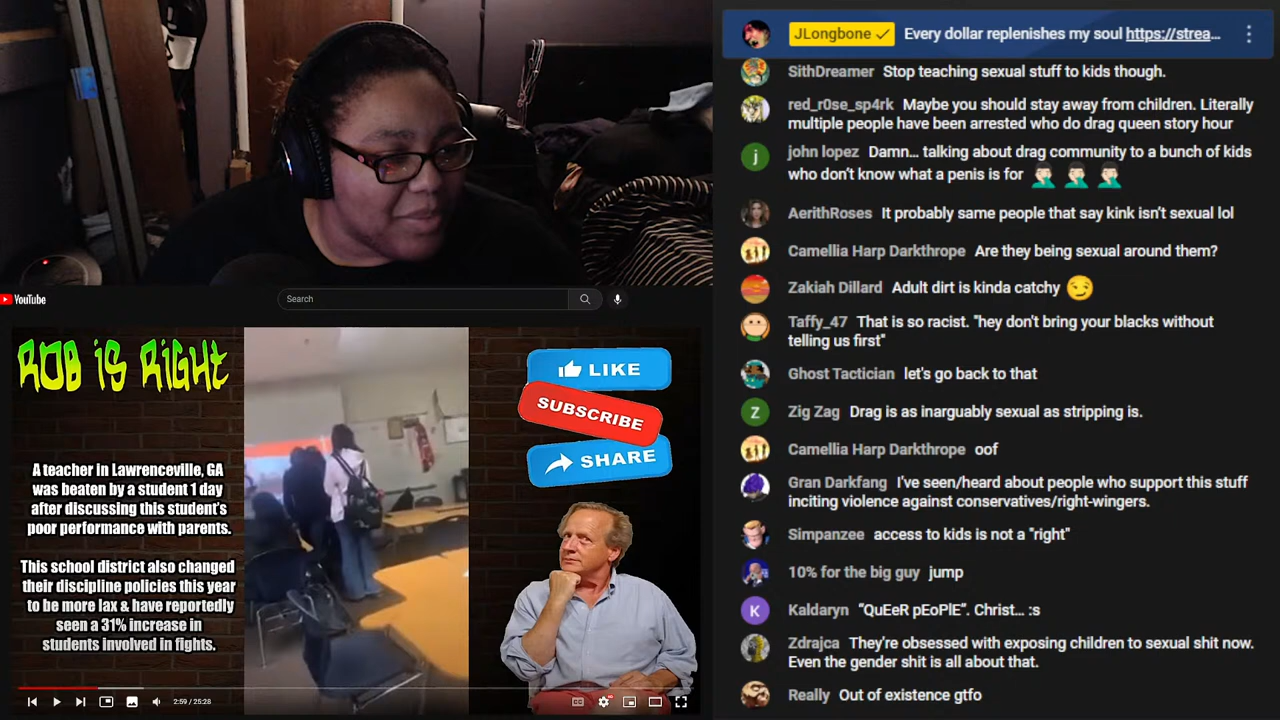 JLongbone ✓ Every dollar replenishes my soul https://strea...
SithDreamer Stop teaching sexual stuff to kids though.
red_r0se_sp4rk Maybe you should stay away from children. Literally
multiple people have been arrested who do drag queen story hour
john lopez Damn... talking about drag community to a bunch of kids
who don't know what a penis is for 🤦🏻‍♂️ 🤦🏻‍♂️ 🤦🏻‍♂️
AerithRoses It probably same people that say kink isn't sexual lol
Camellia Harp Darkthrope Are they being sexual around them?
Zakiah Dillard Adult dirt is kinda catchy 😏
Taffy_47 That is so racist. "hey don't bring your blacks without
telling us first"
Ghost Tactician let's go back to that
Zig Zag Drag is as inarguably sexual as stripping is.
Camellia Harp Darkthrope oof
Gran Darkfang I've seen/heard about people who support this stuff
inciting violence against conservatives/right-wingers.
Simpanzee access to kids is not a "right"
10% for the big guy jump
Kaldaryn "QuEeR pEoPlE". Christ... :s
Zdrajca They're obsessed with exposing children to sexual shit now.
Even the gender shit is all about that.
Really Out of existence gtfo
YouTube
Search
ROB iS RiGHT
LIKE
SUBSCRIBE
SHARE
A teacher in Lawrenceville, GA
was beaten by a student 1 day
after discussing this student's
poor performance with parents.
This school district also changed
their discipline policies this year
to be more lax & have reportedly
seen a 31% increase in
students involved in fights.
2:59 / 25:28